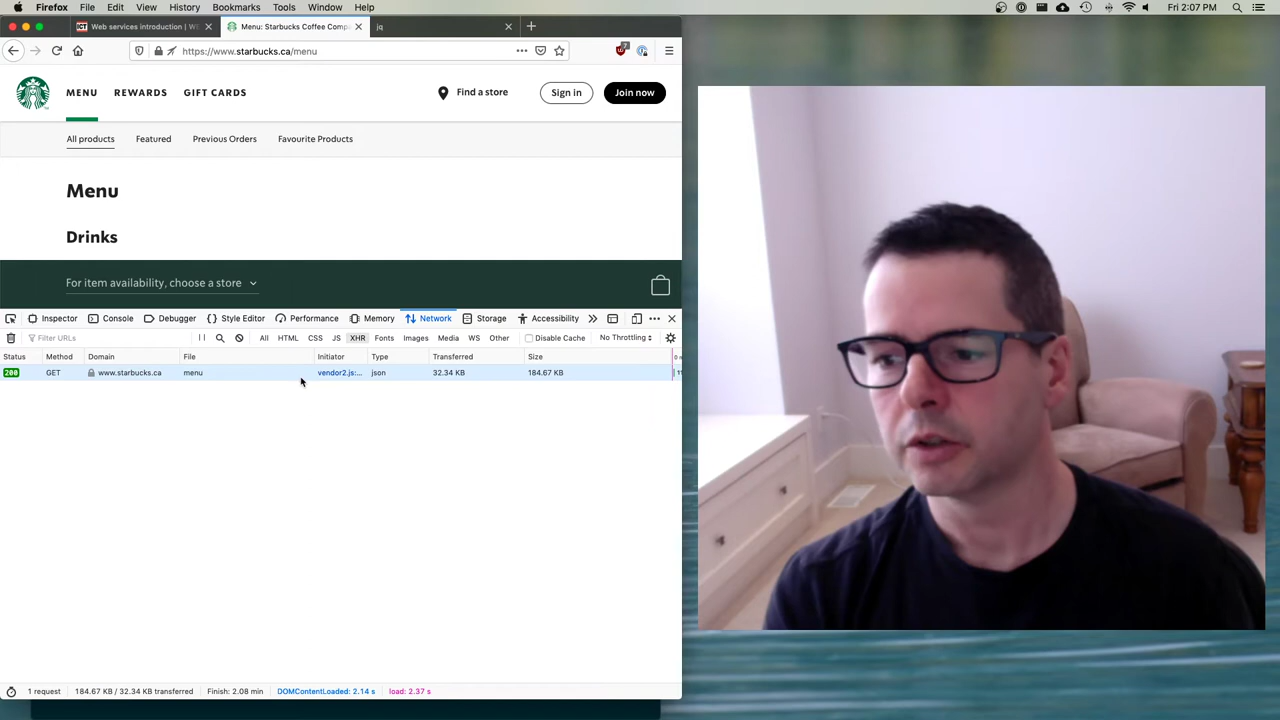 Firefox File Edit View History Bookmarks Tools Window Help Fri 2:07 PM
Web services introduction | W Menu: Starbucks Coffee Comp jq
https://www.starbucks.ca/menu
MENU REWARDS GIFT CARDS Find a store Sign in Join now
All products Featured Previous Orders Favourite Products
Menu
Drinks
For item availability, choose a store
Inspector Console Debugger Style Editor Performance Memory Network Storage Accessibility
Filter URLs All HTML CSS JS XHR Fonts Images Media WS Other Disable Cache No Throttling
Status Method Domain File Initiator Type Transferred Size
200 GET www.starbucks.ca menu vendor2.js:... json 32.34 KB 184.67 KB
1 request 184.67 KB / 32.34 KB transferred Finish: 2.08 min DOMContentLoaded: 2.14 s load: 2.37 s